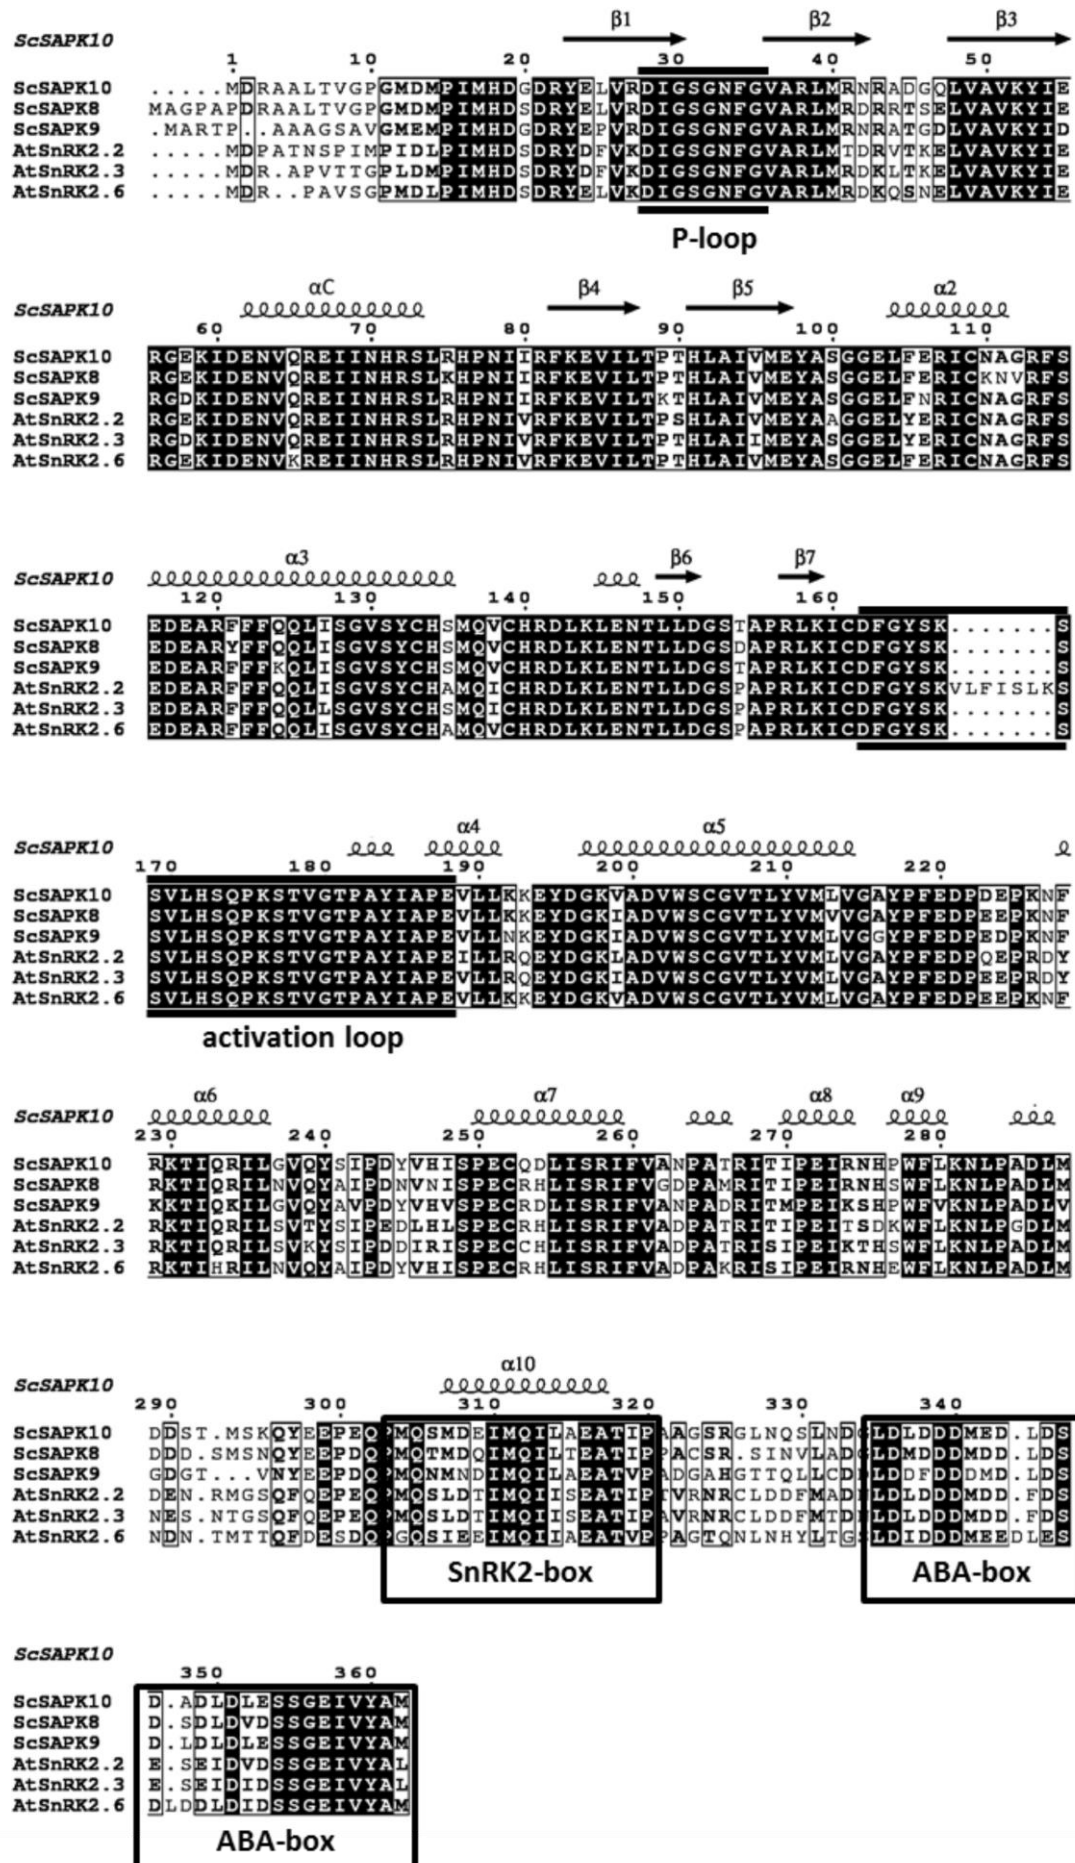 β1 β2 β3
ScSAPK10
1 10 20 30 40 50
ScSAPK10 .....MDRAALTVGPGMDMPIMHDGDRYELVRDIGSGNFGVARLMRNRADGQLVAVKYIE
ScSAPK8 MAGPAPDRAALTVGPGMDMPIMHDGDRYELVRDIGSGNFGVARLMRDRRTSELVAVKYIE
ScSAPK9 .MARTP..AAAGSAVGMEMPIMHDGDRYEPVRDIGSGNFGVARLMRNRATGDLVAVKYID
AtSnRK2.2 .....MDPATNSPIMPIDLPIMHDSDRYDFVKDIGSGNFGVARLMTDRVTKELVAVKYIE
AtSnRK2.3 .....MDR.APVTTGPLDMPIMHDSDRYDFVKDIGSGNFGVARLMRDKLTKELVAVKYIE
AtSnRK2.6 .....MDR.PAVSGPMDLPIMHDSDRYELVKDIGSGNFGVARLMRDKQSNELVAVKYIE
P-loop
αC β4 β5 α2
ScSAPK10
60 70 80 90 100 110
ScSAPK10 RGEKIDENVQREIINHRSLRHPNIIRFKEVILTPTHLAIVMEYASGGELFERICNAGRFS
ScSAPK8 RGEKIDENVQREIINHRSLKHPNIIRFKEVILTPTHLAIVMEYASGGELFERICKNVRFS
ScSAPK9 RGDKIDENVQREIINHRSLRHPNIIRFKEVILTKTHLAIVMEYASGGELFNRICNAGRFS
AtSnRK2.2 RGEKIDENVQREIINHRSLRHPNIVRFKEVILTPSHLAIVMEYAAGGELYERICNAGRFS
AtSnRK2.3 RGDKIDENVQREIINHRSLRHPNIVRFKEVILTPTHLAIIMEYASGGELYERICNAGRFS
AtSnRK2.6 RGEKIDENVKREIINHRSLRHPNIVRFKEVILTPTHLAIVMEYASGGELFERICNAGRFS
α3 β6 β7
ScSAPK10
120 130 140 150 160
ScSAPK10 EDEARFFFQQLISGVSYCHSMQVCHRDLKLENTLLDGSTAPRLKICDFGYSK.......S
ScSAPK8 EDEARYFFQQLISGVSYCHSMQVCHRDLKLENTLLDGSDAPRLKICDFGYSK.......S
ScSAPK9 EDEARFFFKQLISGVSYCHSMQVCHRDLKLENTLLDGSTAPRLKICDFGYSK.......S
AtSnRK2.2 EDEARFFFQQLISGVSYCHAMQICHRDLKLENTLLDGSPAPRLKICDFGYSKVLFISLKS
AtSnRK2.3 EDEARFFFQQLLSGVSYCHSMQICHRDLKLENTLLDGSPAPRLKICDFGYSK.......S
AtSnRK2.6 EDEARFFFQQLISGVSYCHAMQVCHRDLKLENTLLDGSPAPRLKICDFGYSK.......S
α4 α5
ScSAPK10
170 180 190 200 210 220
ScSAPK10 SVLHSQPKSTVGTPAYIAPEVLLKKEYDGKVADVWSCGVTLYVMLVGAYPFEDPDEPKNF
ScSAPK8 SVLHSQPKSTVGTPAYIAPEVLLKKEYDGKIADVWSCGVTLYVMVVGAYPFEDPDEPKNF
ScSAPK9 SVLHSQPKSTVGTPAYIAPEVLLNKEYDGKIADVWSCGVTLYVMLVGGYPFEDPEDPKNF
AtSnRK2.2 SVLHSQPKSTVGTPAYIAPEILLRQEYDGKLADVWSCGVTLYVMLVGAYPFEDPQEPRDY
AtSnRK2.3 SVLHSQPKSTVGTPAYIAPEVLLRQEYDGKIADVWSCGVTLYVMLVGAYPFEDPEEPRDY
AtSnRK2.6 SVLHSQPKSTVGTPAYIAPEVLLKKEYDGKVADVWSCGVTLYVMLVGAYPFEDPEEPKNF
activation loop
α6 α7 α8 α9
ScSAPK10
230 240 250 260 270 280
ScSAPK10 RKTIQRILGVQYSIPDYVHISPECQDLISRIFVANPATRITIPEIRNHPWFLKNLPADLM
ScSAPK8 RKTIQRILNVQYAIPDNVNISPECRHLISRIFVGDPAMRITIPEIRNHSWFLKNLPADLM
ScSAPK9 RKTIQKILGVQYAVPDYVHVSPECRDLISRIFVANPADRITMPEIKSHPWFVKNLPADLV
AtSnRK2.2 RKTIQRILSVTYSIPEDLHLSPECRHLISRIFVADPATRITIPEITSDKWFLKNLPGDLM
AtSnRK2.3 RKTIQRILSVKYSIPDDIRISPECCHLISRIFVADPATRISIPEIKTHSWFLKNLPADLM
AtSnRK2.6 RKTIHRILNVQYAIPDYVHISPECRHLISRIFVADPAKRISIPEIRNHEWFLKNLPADLM
α10
ScSAPK10
290 300 310 320 330 340
ScSAPK10 DDST.MSKQYEEPEQPMQSMDEIMQILAEATIPAACSRGLNQSLNDGLDLDDDMED.LDS
ScSAPK8 DDD.SMSNQYEEPDQPMQTMDQIMQILTEATIPPACSR.SINVLADGLDLDDDMDD.LDS
ScSAPK9 GDGT...VNYEEPDQPMQNMNDIMQILAEATVPADGAHGTTQLLCDDLDDFDDDMD.LDS
AtSnRK2.2 DEN.RMGSQFQEPEQPMQSLDTIMQIISEATIPTVRNRCLDDFMADNLDLDDDMDD.FDS
AtSnRK2.3 NES.NTGSQFQEPEQPMQSLDTIMQIISEATIPAVRNRCLDDFMTDNLDLDDDMDD.FDS
AtSnRK2.6 NDN.TMTTQFDESDQPGQSIEEIMQIIAEATVPPAGTQNLNHYLTGSLDIDDDMEEDLES
SnRK2-box ABA-box
ScSAPK10
350 360
ScSAPK10 D.ADLDLESSGEIVYAM
ScSAPK8 D.SDLDVDSSGEIVYAM
ScSAPK9 D.LDLDLESSGEIVYAM
AtSnRK2.2 E.SEIDVDSSGEIVYAL
AtSnRK2.3 E.SEIDIDSSGEIVYAL
AtSnRK2.6 DLDDLDIDSSGEIVYAM
ABA-box